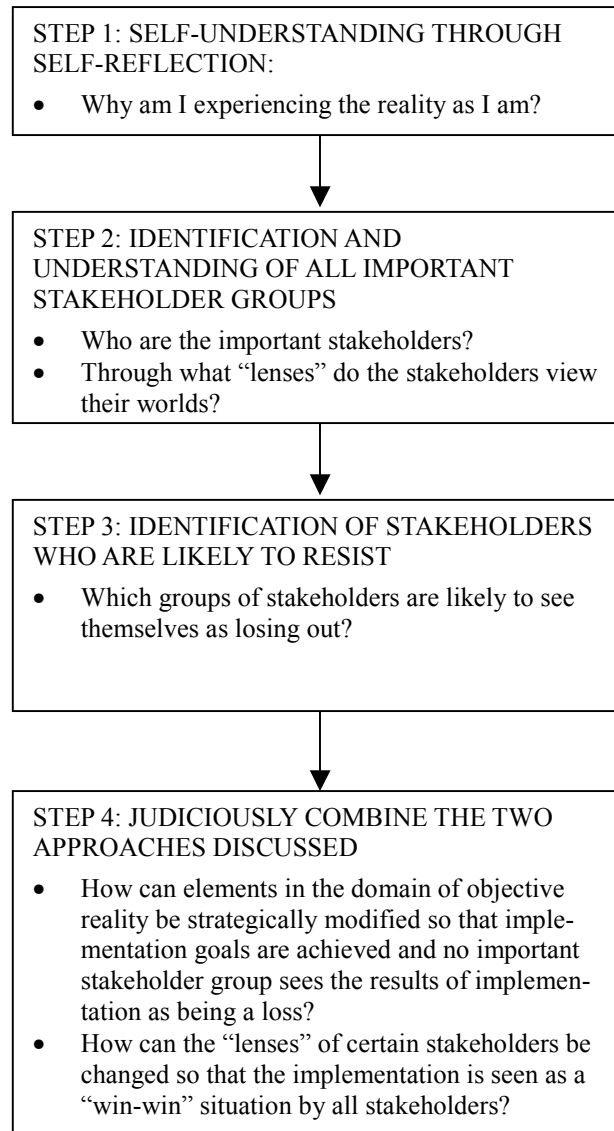 STEP 1: SELF-UNDERSTANDING THROUGH
SELF-REFLECTION:
• Why am I experiencing the reality as I am?
STEP 2: IDENTIFICATION AND
UNDERSTANDING OF ALL IMPORTANT
STAKEHOLDER GROUPS
• Who are the important stakeholders?
• Through what “lenses” do the stakeholders view
their worlds?
STEP 3: IDENTIFICATION OF STAKEHOLDERS
WHO ARE LIKELY TO RESIST
• Which groups of stakeholders are likely to see
themselves as losing out?
STEP 4: JUDICIOUSLY COMBINE THE TWO
APPROACHES DISCUSSED
• How can elements in the domain of objective
reality be strategically modified so that imple-
mentation goals are achieved and no important
stakeholder group sees the results of implemen-
tation as being a loss?
• How can the “lenses” of certain stakeholders be
changed so that the implementation is seen as a
“win-win” situation by all stakeholders?